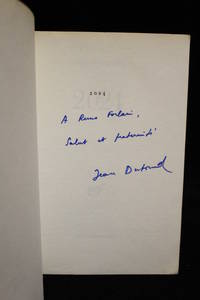 2024
A Remo Forlani,
Salut et fraternité
Jean Dutourd